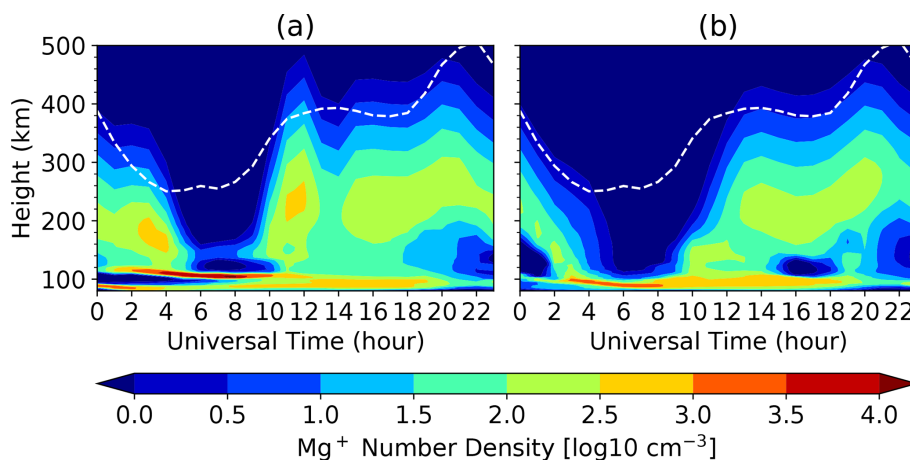 (a)
(b)
500
400
300
200
100
Height (km)
0 2 4 6 8 10 12 14 16 18 20 22
0 2 4 6 8 10 12 14 16 18 20 22
Universal Time (hour)
Universal Time (hour)
0.0 0.5 1.0 1.5 2.0 2.5 3.0 3.5 4.0
Mg⁺ Number Density [log10 cm⁻³]